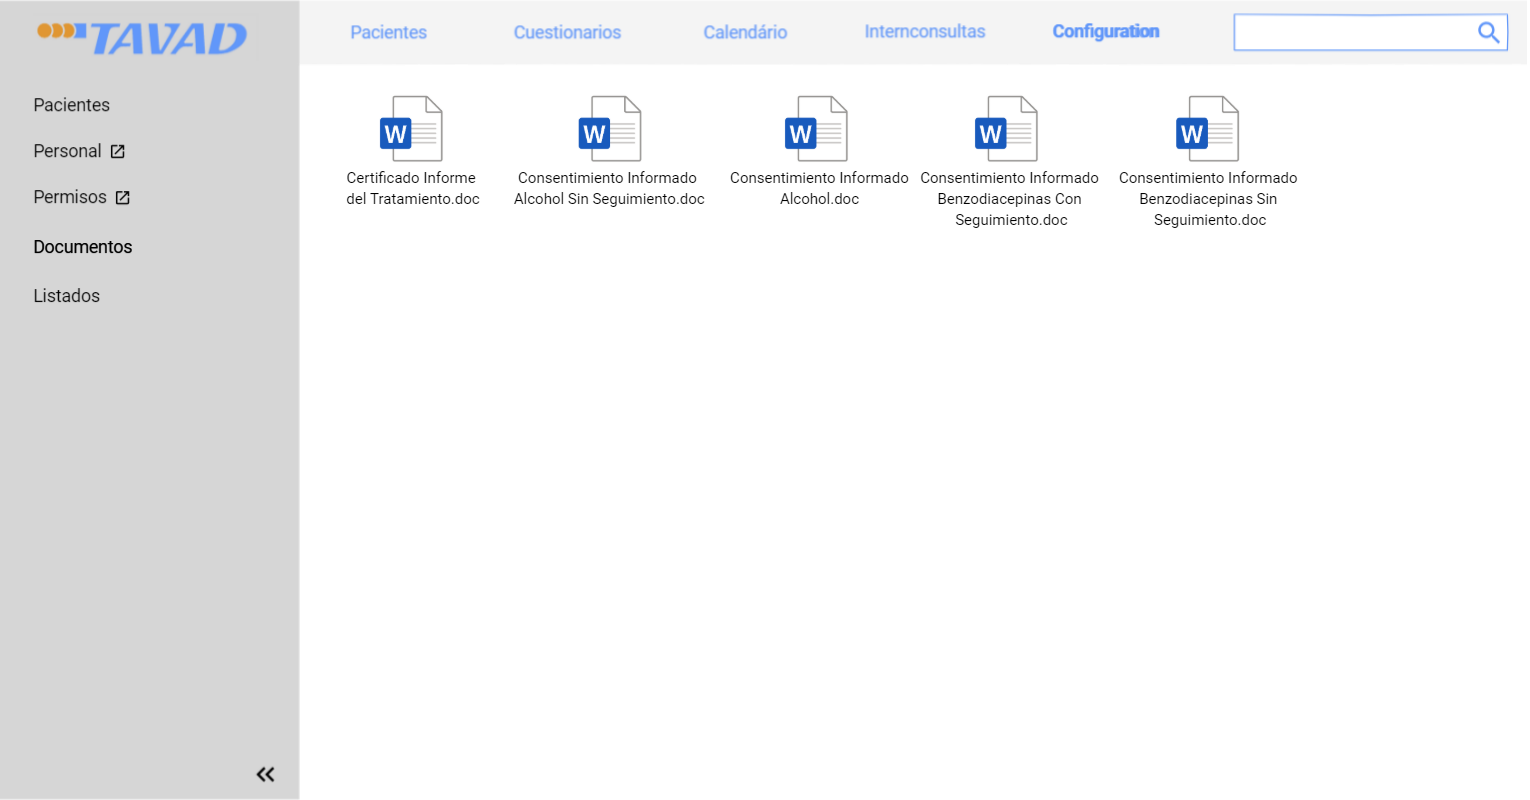 TAVAD
Pacientes
Cuestionarios
Calendário
Internconsultas
Configuration
Pacientes
Personal
Permisos
Documentos
Listados
W
Certificado Informe
del Tratamiento.doc
W
Consentimiento Informado
Alcohol Sin Seguimiento.doc
W
Consentimiento Informado
Alcohol.doc
W
Consentimiento Informado
Benzodiacepinas Con
Seguimiento.doc
W
Consentimiento Informado
Benzodiacepinas Sin
Seguimiento.doc